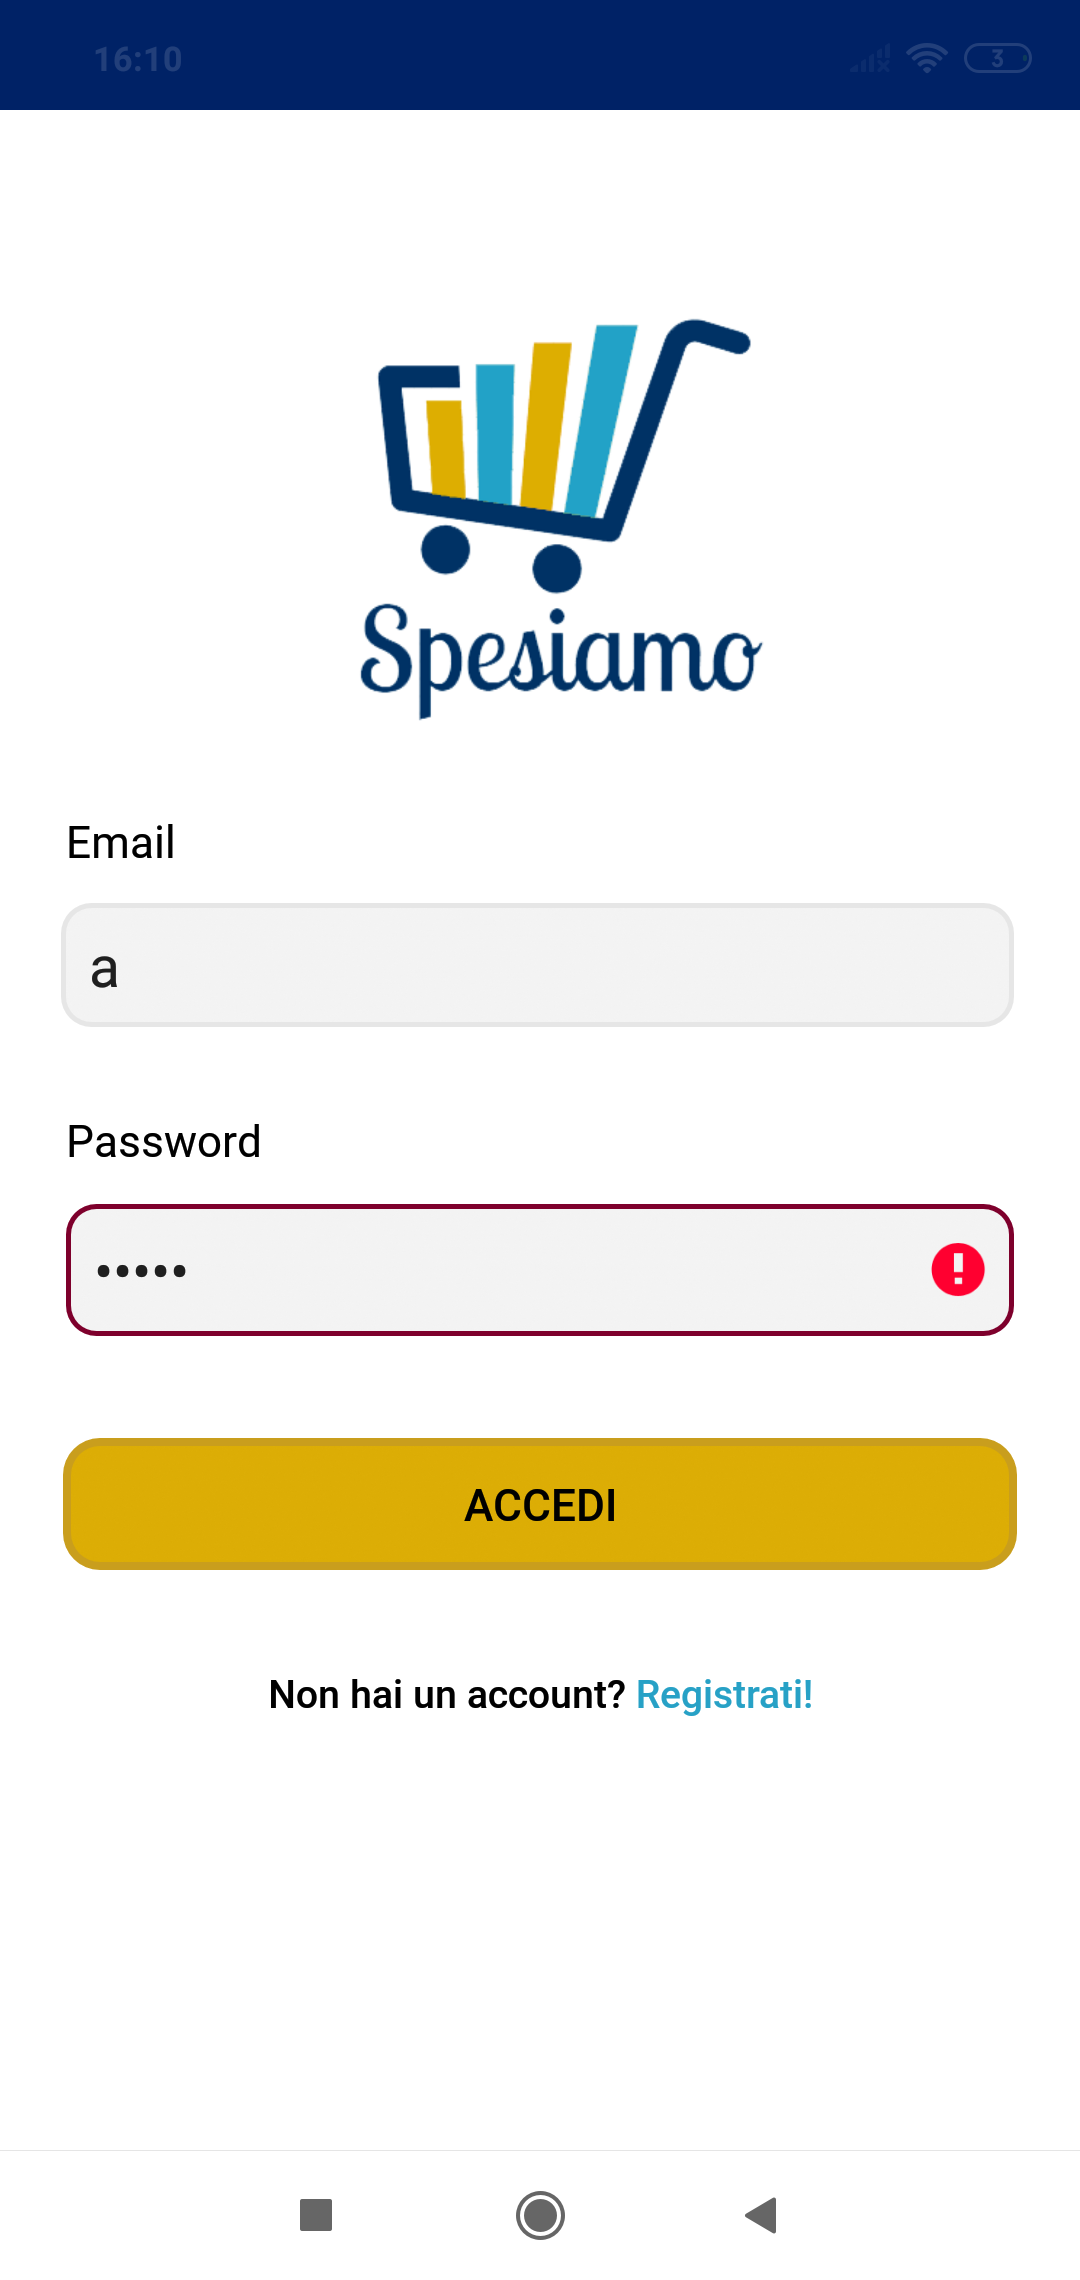 16:10
3
Spesiamo
Email
a
Password
•••••
ACCEDI
Non hai un account? Registrati!